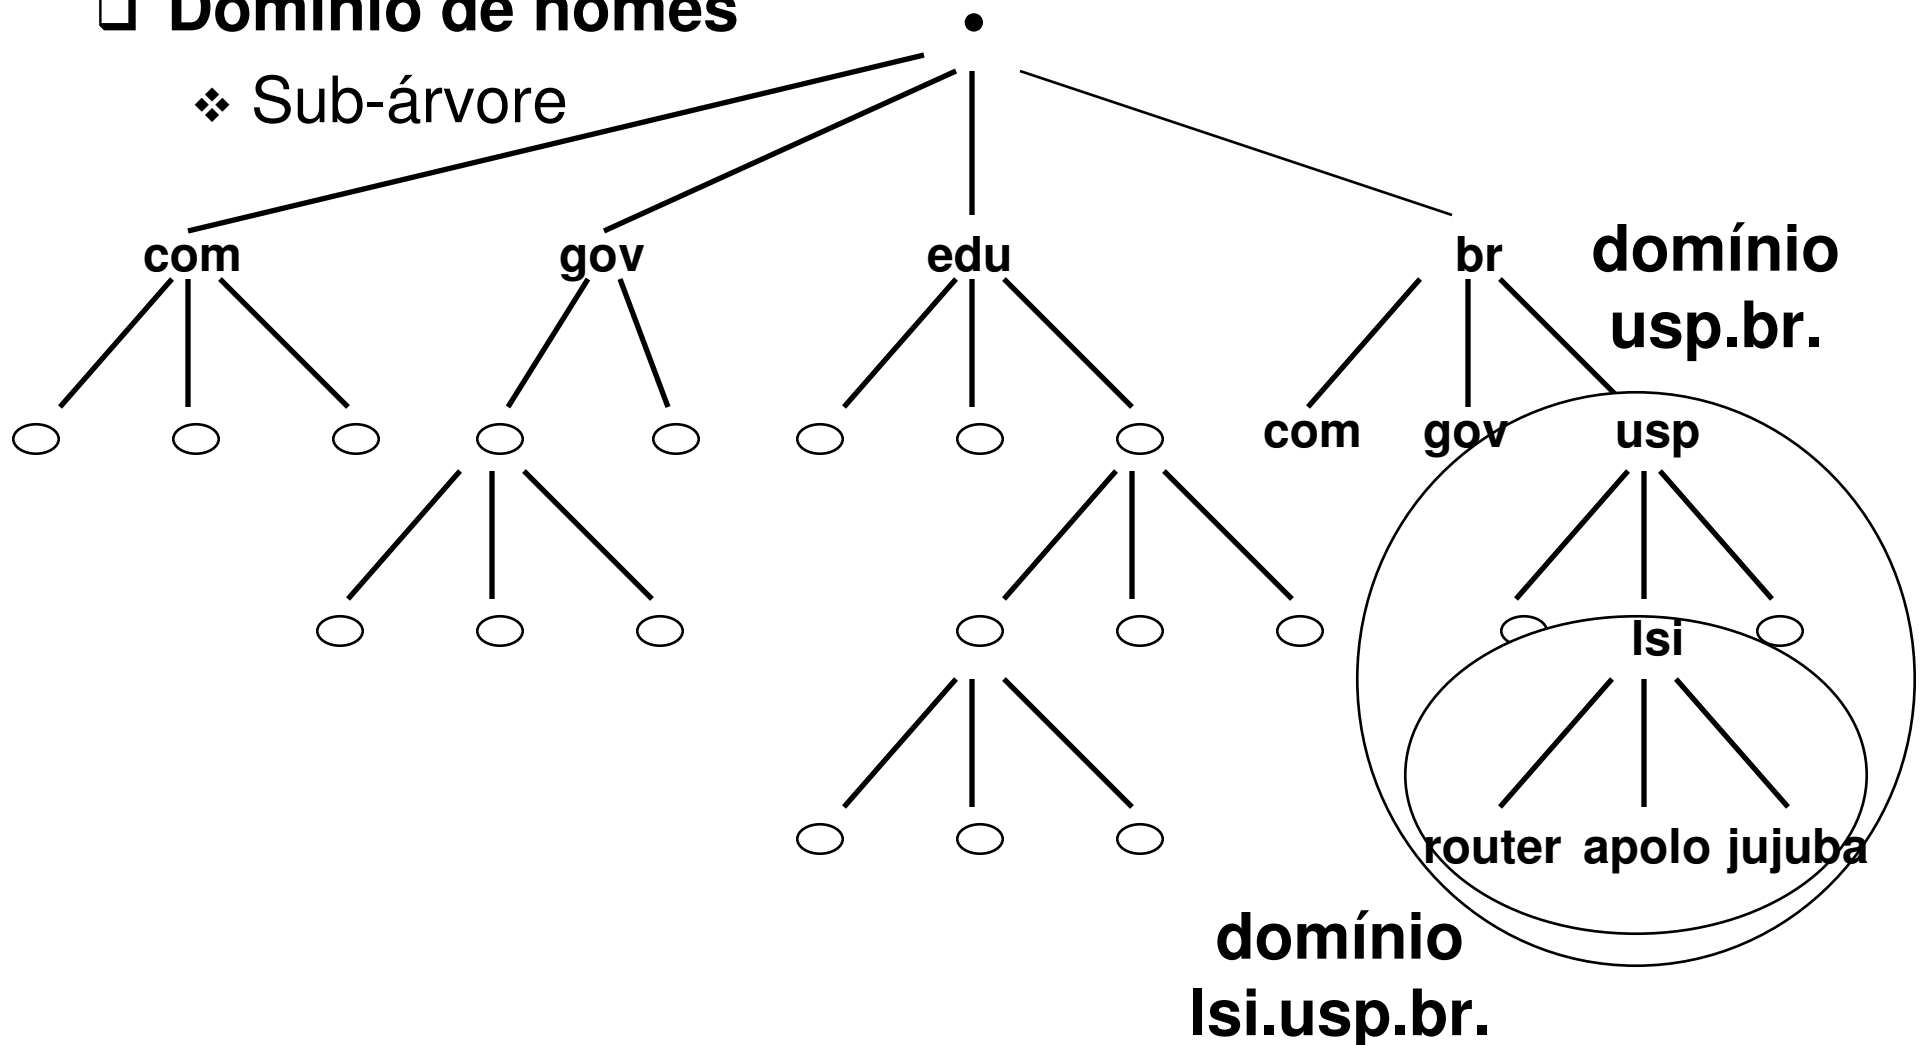 ❑ Domínio de nomes
❖ Sub-árvore
com gov edu br
domínio
usp.br.
com gov usp
lsi
router apolo jujuba
domínio
lsi.usp.br.